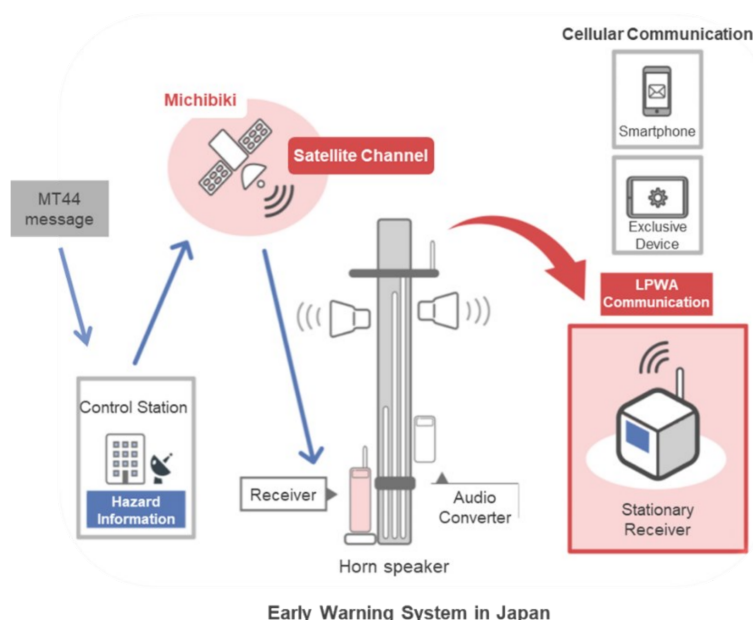 Cellular Communication
Michibiki
Satellite Channel
Smartphone
MT44
message
Exclusive
Device
LPWA
Communication
Control Station
Hazard
Information
Receiver
Audio
Converter
Stationary
Receiver
Horn speaker
Early Warning System in Japan